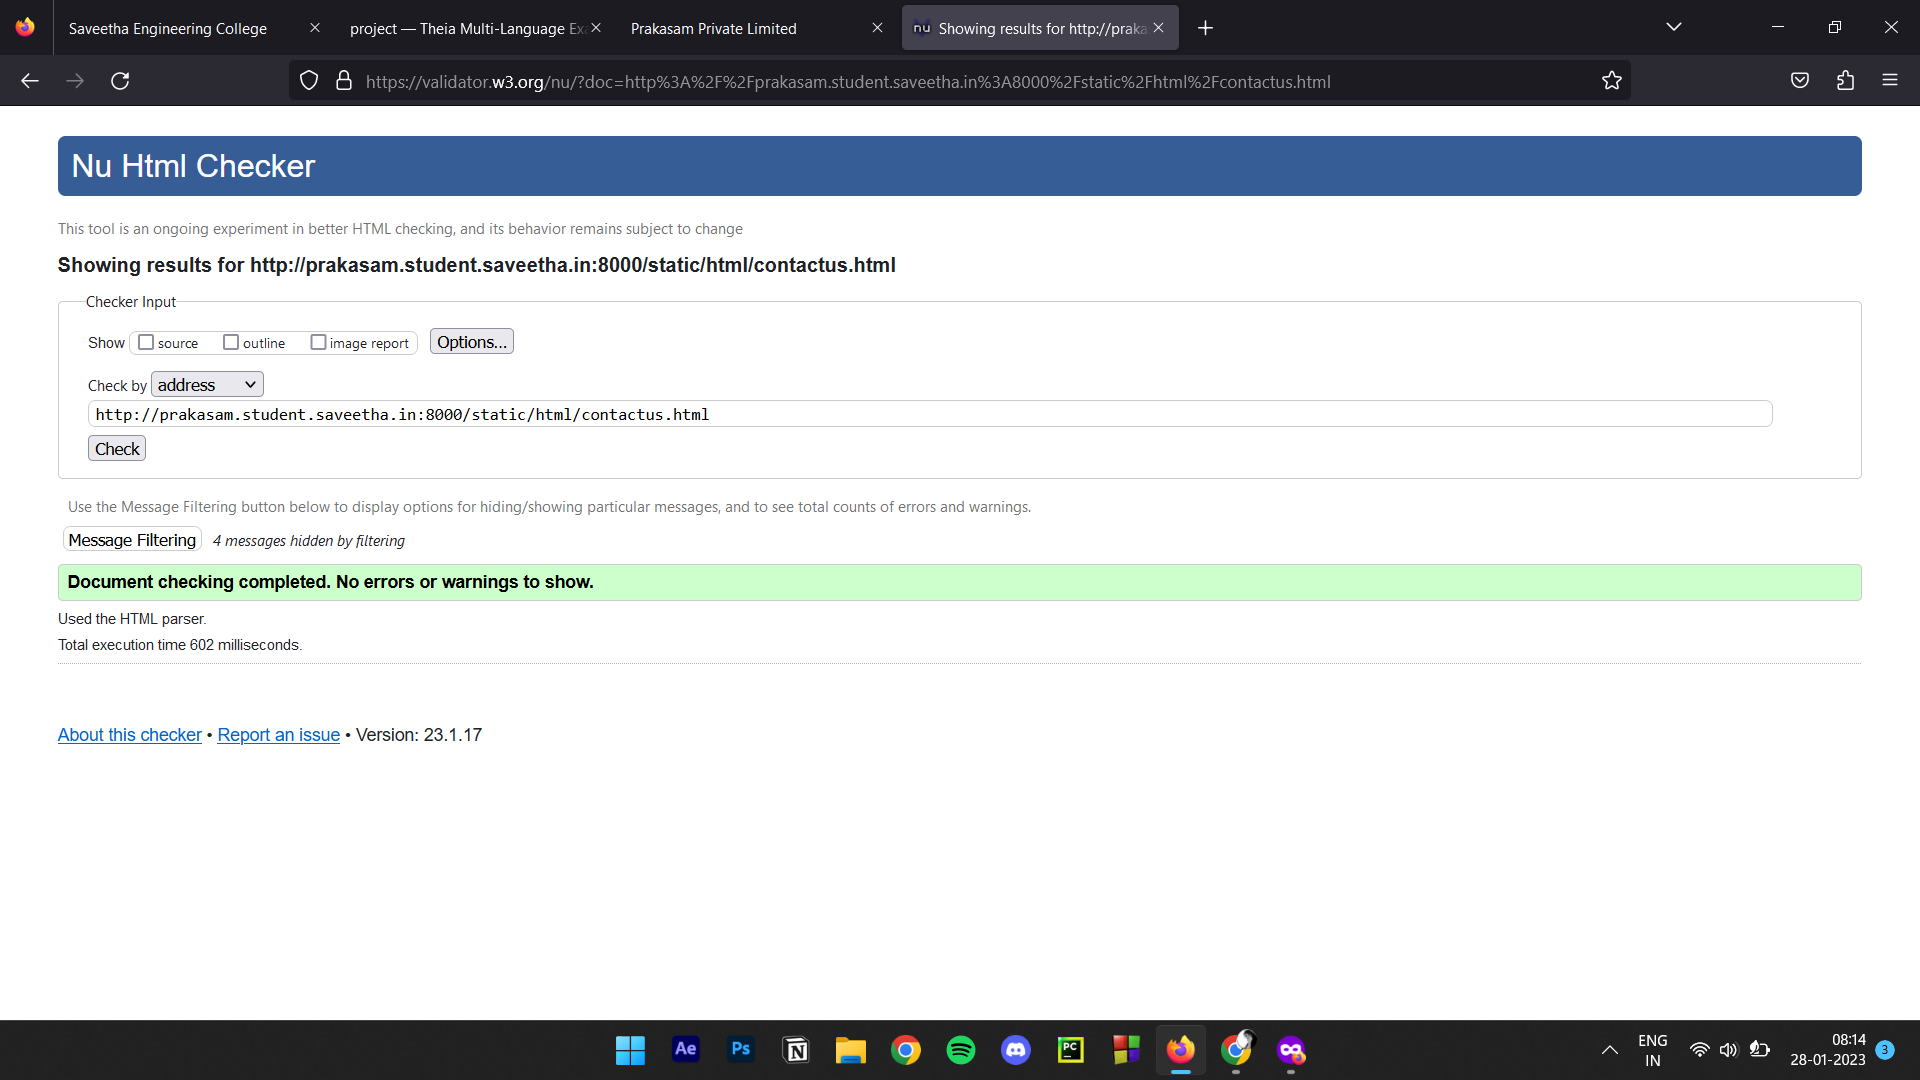 Saveetha Engineering College
project — Theia Multi-Language Exa
Prakasam Private Limited
nu Showing results for http://praka
https://validator.w3.org/nu/?doc=http%3A%2F%2Fprakasam.student.saveetha.in%3A8000%2Fstatic%2Fhtml%2Fcontactus.html
Nu Html Checker
This tool is an ongoing experiment in better HTML checking, and its behavior remains subject to change
Showing results for http://prakasam.student.saveetha.in:8000/static/html/contactus.html
Checker Input
Show source outline image report Options...
Check by address
http://prakasam.student.saveetha.in:8000/static/html/contactus.html
Check
Use the Message Filtering button below to display options for hiding/showing particular messages, and to see total counts of errors and warnings.
Message Filtering 4 messages hidden by filtering
Document checking completed. No errors or warnings to show.
Used the HTML parser.
Total execution time 602 milliseconds.
About this checker • Report an issue • Version: 23.1.17
Ae Ps N PC
ENG
IN
08:14
28-01-2023
3